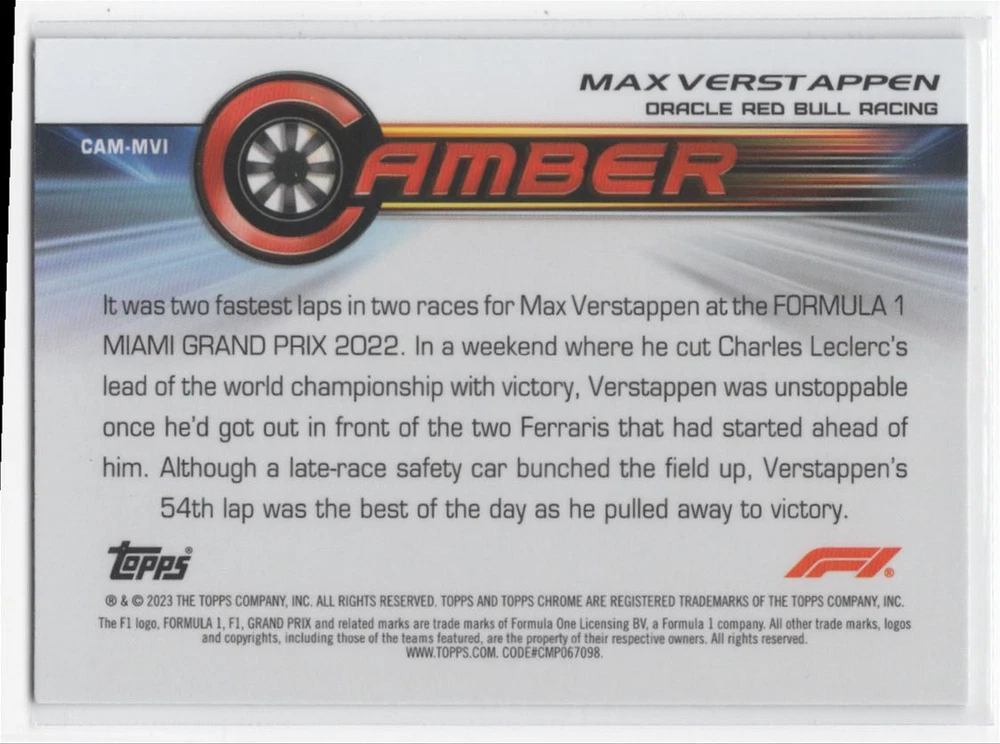 MAX VERSTAPPEN
ORACLE RED BULL RACING
CAM-MVI
CAMBER
It was two fastest laps in two races for Max Verstappen at the FORMULA 1
MIAMI GRAND PRIX 2022. In a weekend where he cut Charles Leclerc's
lead of the world championship with victory, Verstappen was unstoppable
once he'd got out in front of the two Ferraris that had started ahead of
him. Although a late-race safety car bunched the field up, Verstappen's
54th lap was the best of the day as he pulled away to victory.
Topps®
F1®
® & © 2023 THE TOPPS COMPANY, INC. ALL RIGHTS RESERVED. TOPPS AND TOPPS CHROME ARE REGISTERED TRADEMARKS OF THE TOPPS COMPANY, INC.
The F1 logo, FORMULA 1, F1, GRAND PRIX and related marks are trade marks of Formula One Licensing BV, a Formula 1 company. All other trade marks, logos
and copyrights, including those of the teams featured, are the property of their respective owners. All rights reserved.
WWW.TOPPS.COM. CODE#CMP067098.